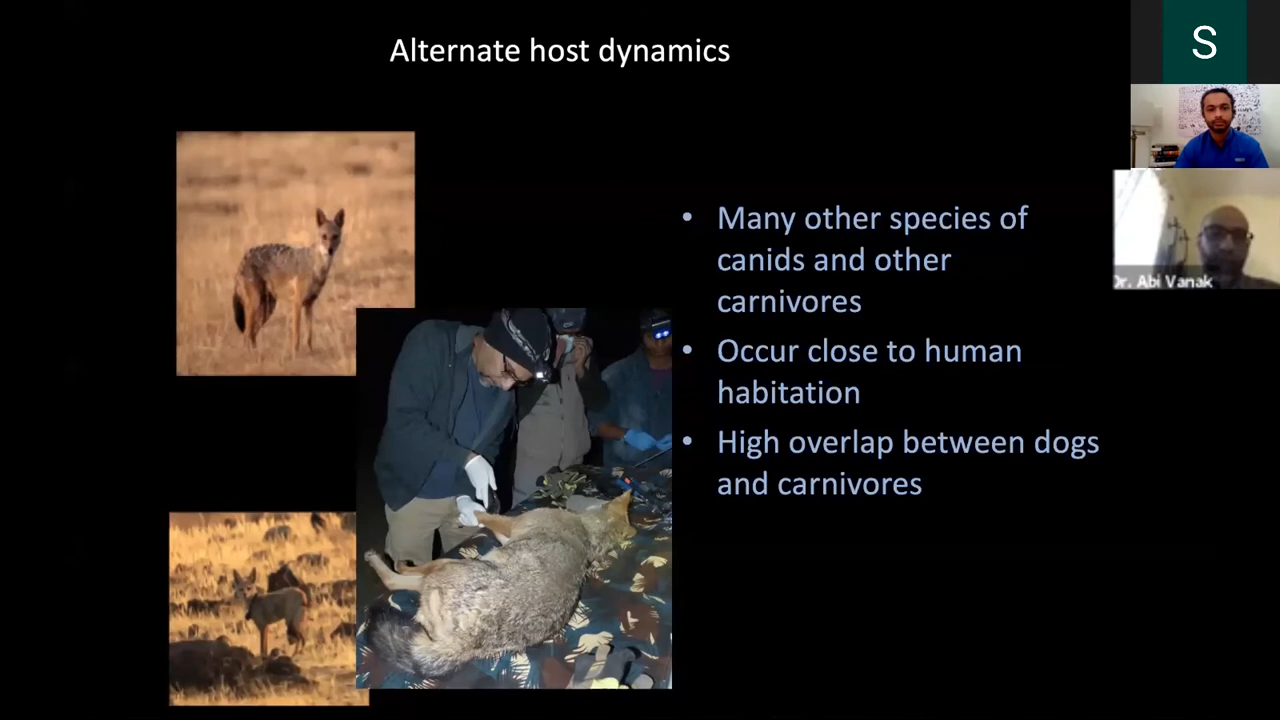 Alternate host dynamics
S
• Many other species of
canids and other
carnivores
• Occur close to human
habitation
• High overlap between dogs
and carnivores
Dr. Abi Vanak